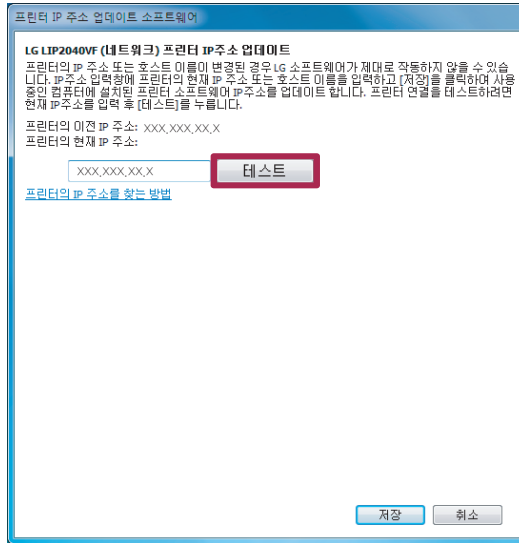 프린터 IP 주소 업데이트 소프트웨어
LG LIP2040VF (네트워크) 프린터 IP주소 업데이트
프린터의 IP 주소 또는 호스트 이름이 변경된 경우 LG 소프트웨어가 제대로 작동하지 않을 수 있습
니다. IP주소 입력창에 프린터의 현재 IP 주소 또는 호스트 이름을 입력하고 [저장]을 클릭하여 사용
중인 컴퓨터에 설치된 프린터 소프트웨어 IP주소를 업데이트 합니다. 프린터 연결을 테스트하려면
현재 IP주소를 입력 후 [테스트]를 누릅니다.
프린터의 이전 IP 주소: XXX,XXX,XX,X
프린터의 현재 IP 주소:
XXX,XXX,XX,X 테스트
프린터의 IP 주소를 찾는 방법
저장 취소